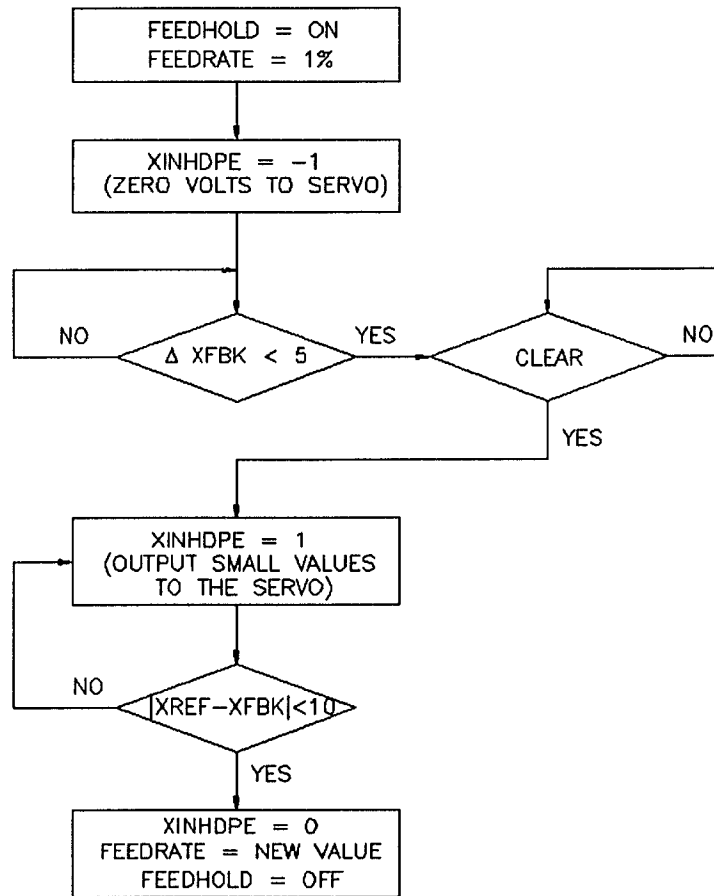 FEEDHOLD = ON
FEEDRATE = 1%
XINHDPE = -1
(ZERO VOLTS TO SERVO)
NO
Δ XFBK < 5
YES
CLEAR
NO
YES
XINHDPE = 1
(OUTPUT SMALL VALUES
TO THE SERVO)
NO
|XREF-XFBK|<10
YES
XINHDPE = 0
FEEDRATE = NEW VALUE
FEEDHOLD = OFF